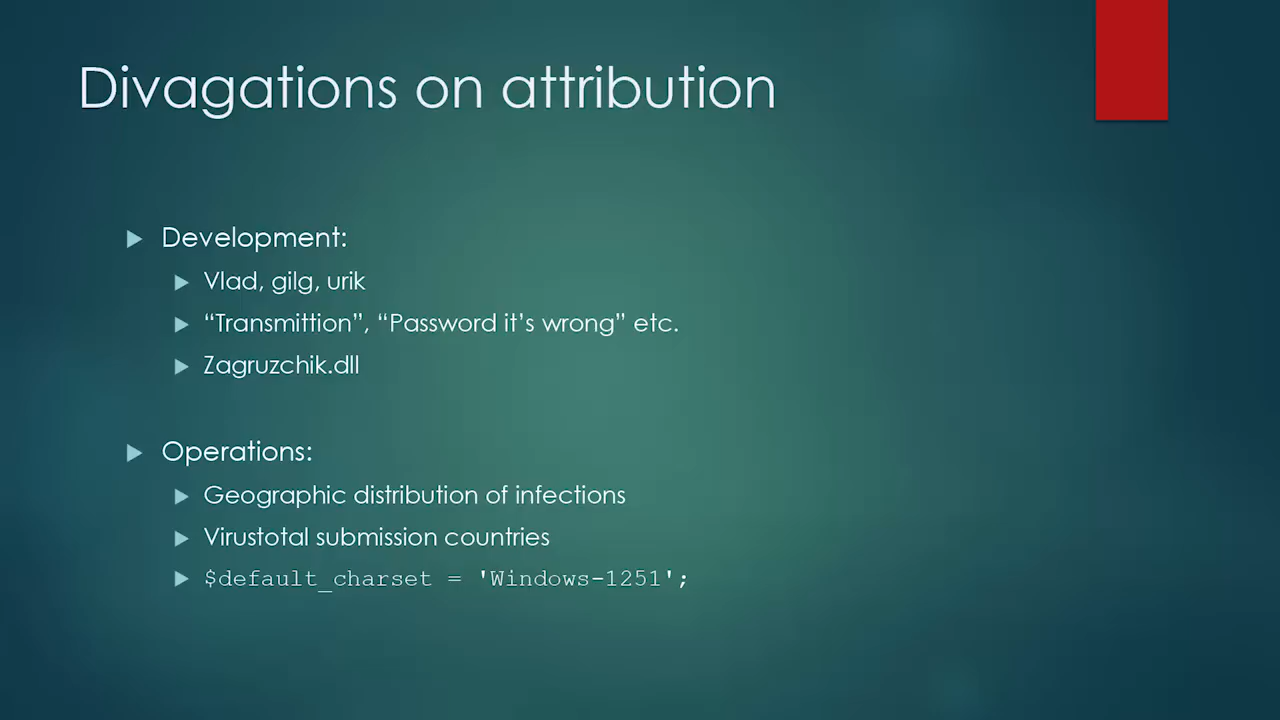 Divagations on attribution
Development:
Vlad, gilg, urik
“Transmittion”, “Password it’s wrong” etc.
Zagruzchik.dll
Operations:
Geographic distribution of infections
Virustotal submission countries
$default_charset = 'Windows-1251';